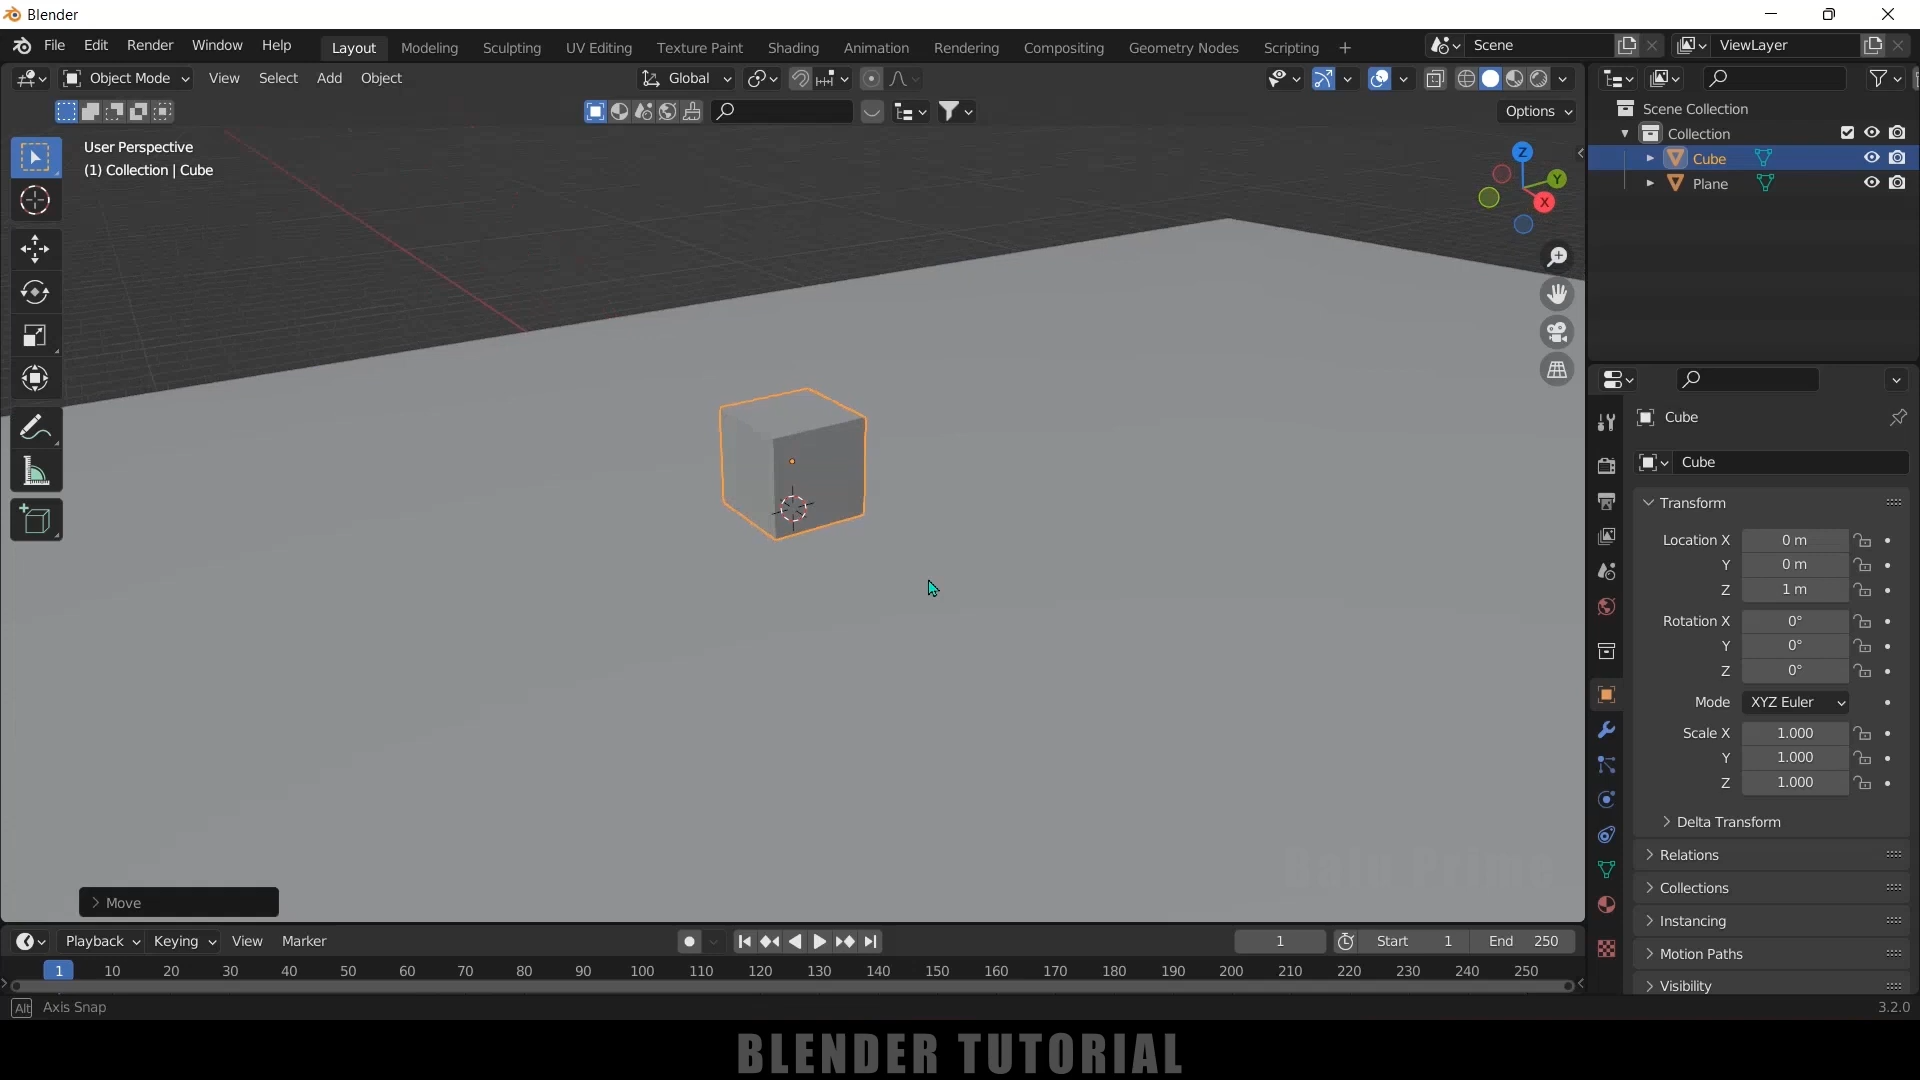 Blender
File Edit Render Window Help Layout Modeling Sculpting UV Editing Texture Paint Shading Animation Rendering Compositing Geometry Nodes Scripting + Scene ViewLayer
Object Mode View Select Add Object Global
Options
User Perspective
(1) Collection | Cube
Z
Y
X
Scene Collection
Collection
Cube
Plane
Cube
Cube
Transform
Location X 0 m
Y 0 m
Z 1 m
Rotation X 0°
Y 0°
Z 0°
Mode XYZ Euler
Scale X 1.000
Y 1.000
Z 1.000
Delta Transform
Relations
Collections
Instancing
Motion Paths
Visibility
Balu Prime
Move
Playback Keying View Marker 1 Start 1 End 250
1 10 20 30 40 50 60 70 80 90 100 110 120 130 140 150 160 170 180 190 200 210 220 230 240 250
Alt Axis Snap 3.2.0
BLENDER TUTORIAL